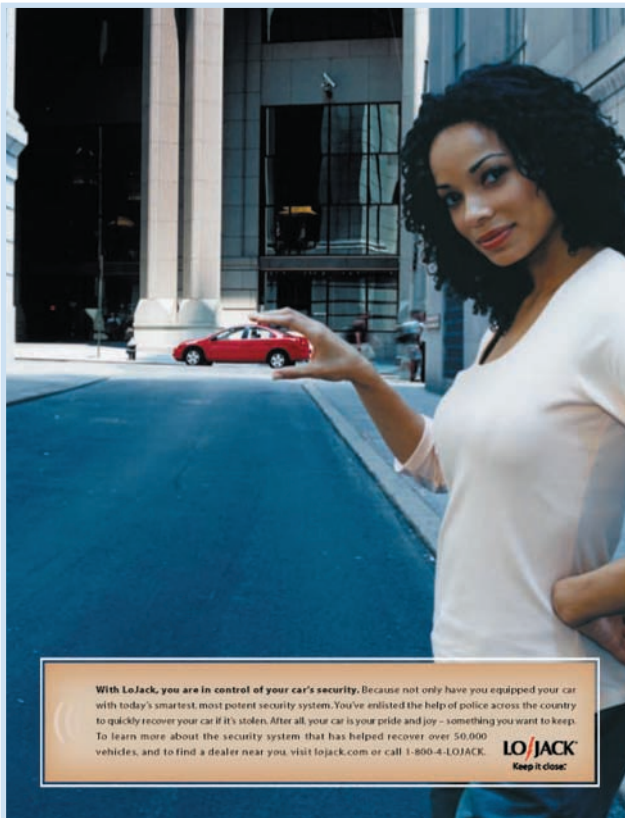 With LoJack, you are in control of your car's security. Because not only have you equipped your car
with today's smartest, most potent security system. You've enlisted the help of police across the country
to quickly recover your car if it's stolen. After all, your car is your pride and joy – something you want to keep.
To learn more about the security system that has helped recover over 50,000
vehicles, and to find a dealer near you, visit lojack.com or call 1-800-4-LOJACK.
LO/JACK
Keep it close.